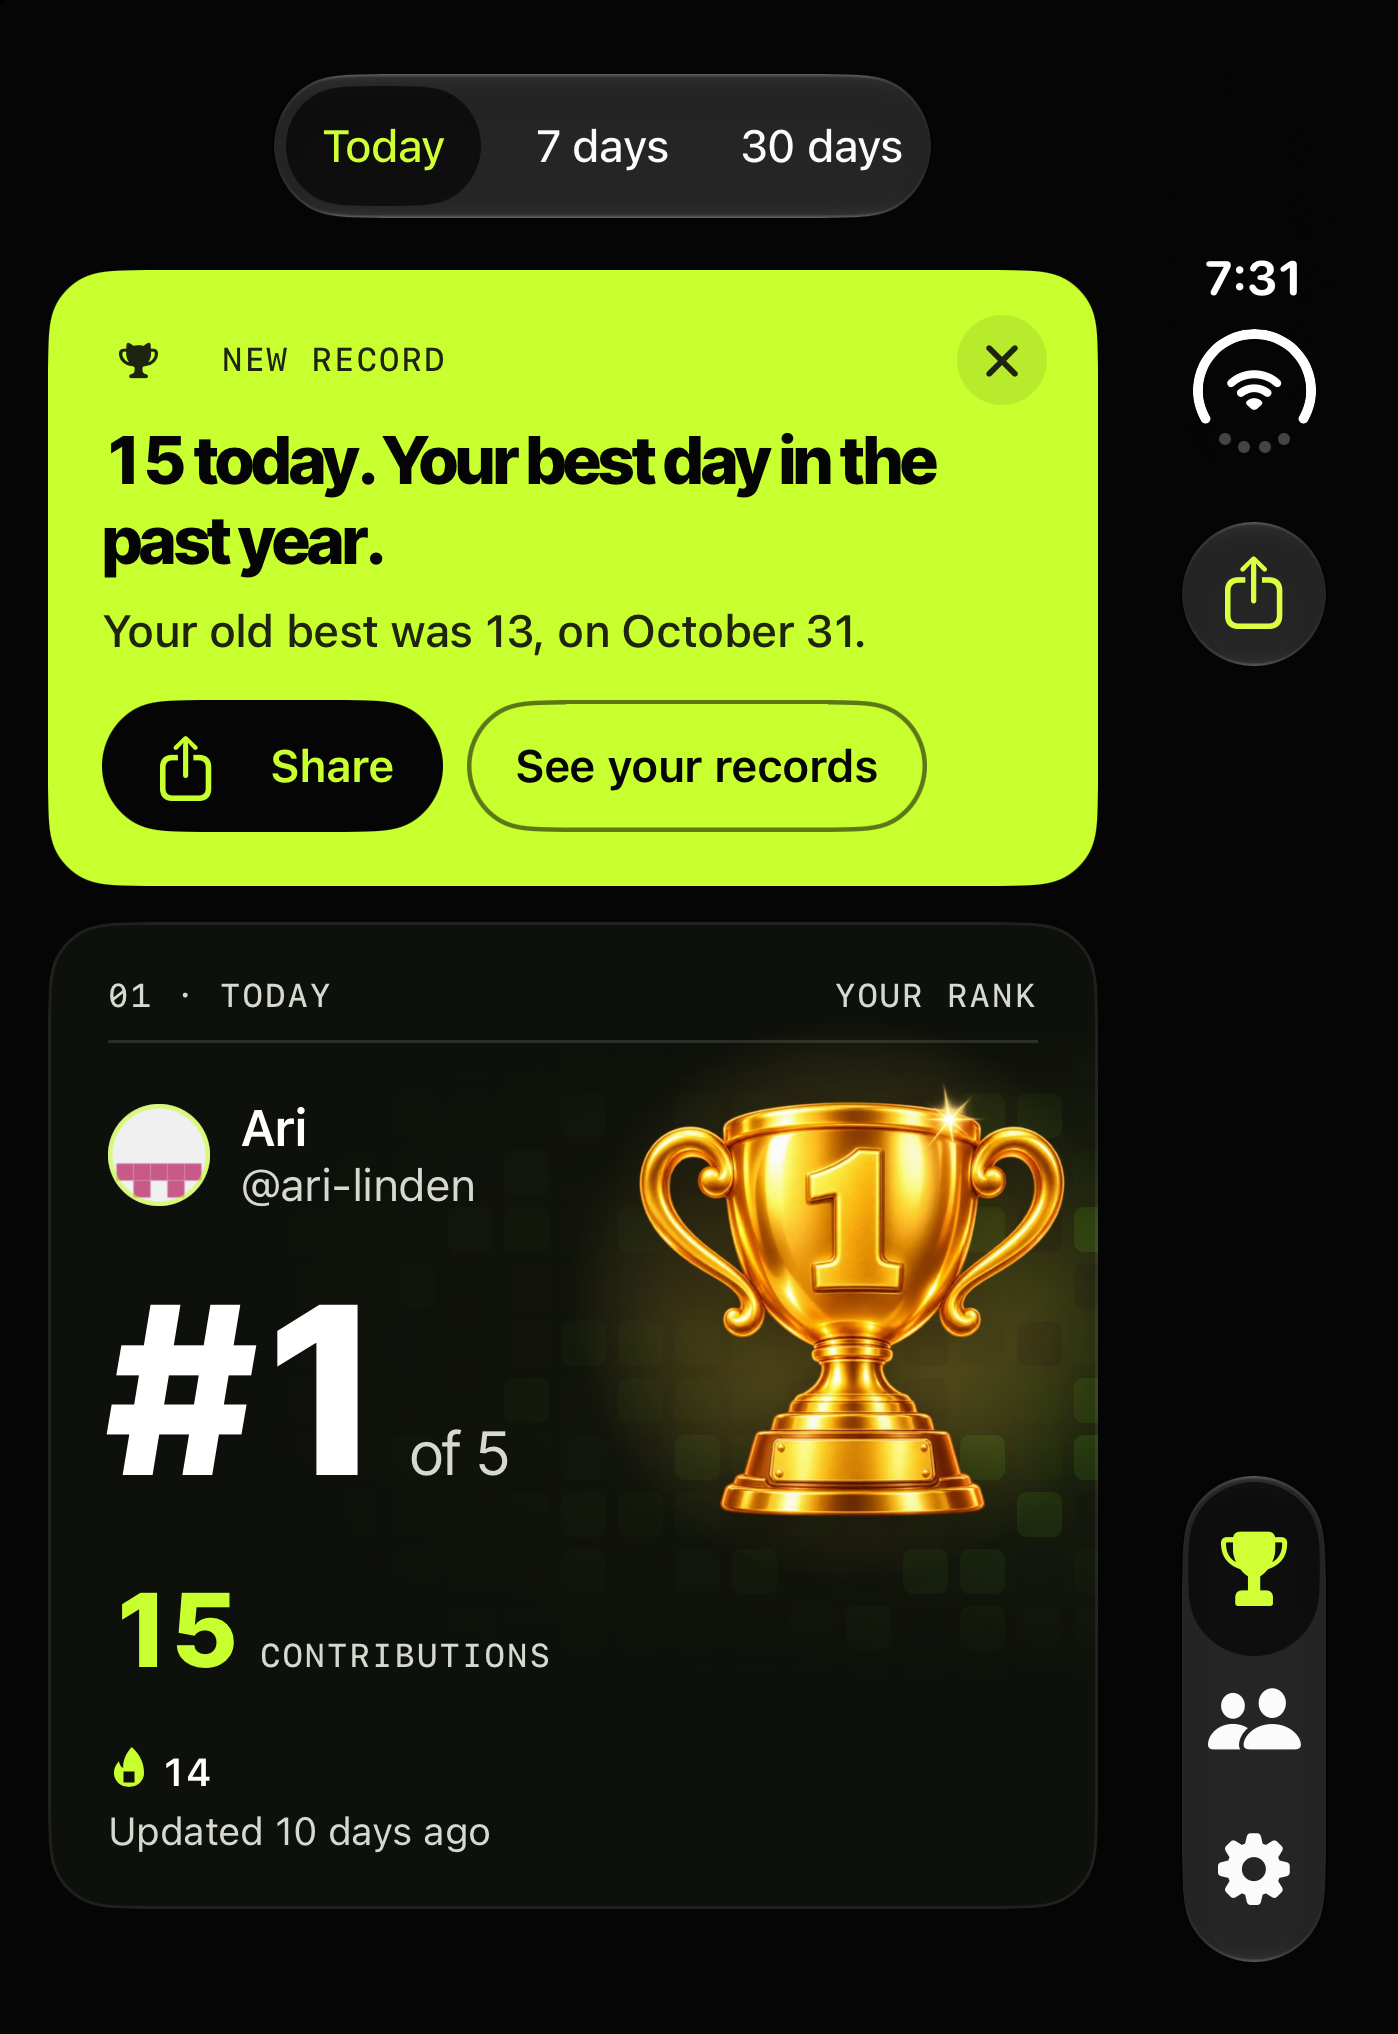 Today 7 days 30 days
7:31
NEW RECORD
15 today. Your best day in the
past year.
Your old best was 13, on October 31.
Share See your records
01 · TODAY YOUR RANK
Ari
@ari-linden
1
#1 of 5
15 CONTRIBUTIONS
14
Updated 10 days ago